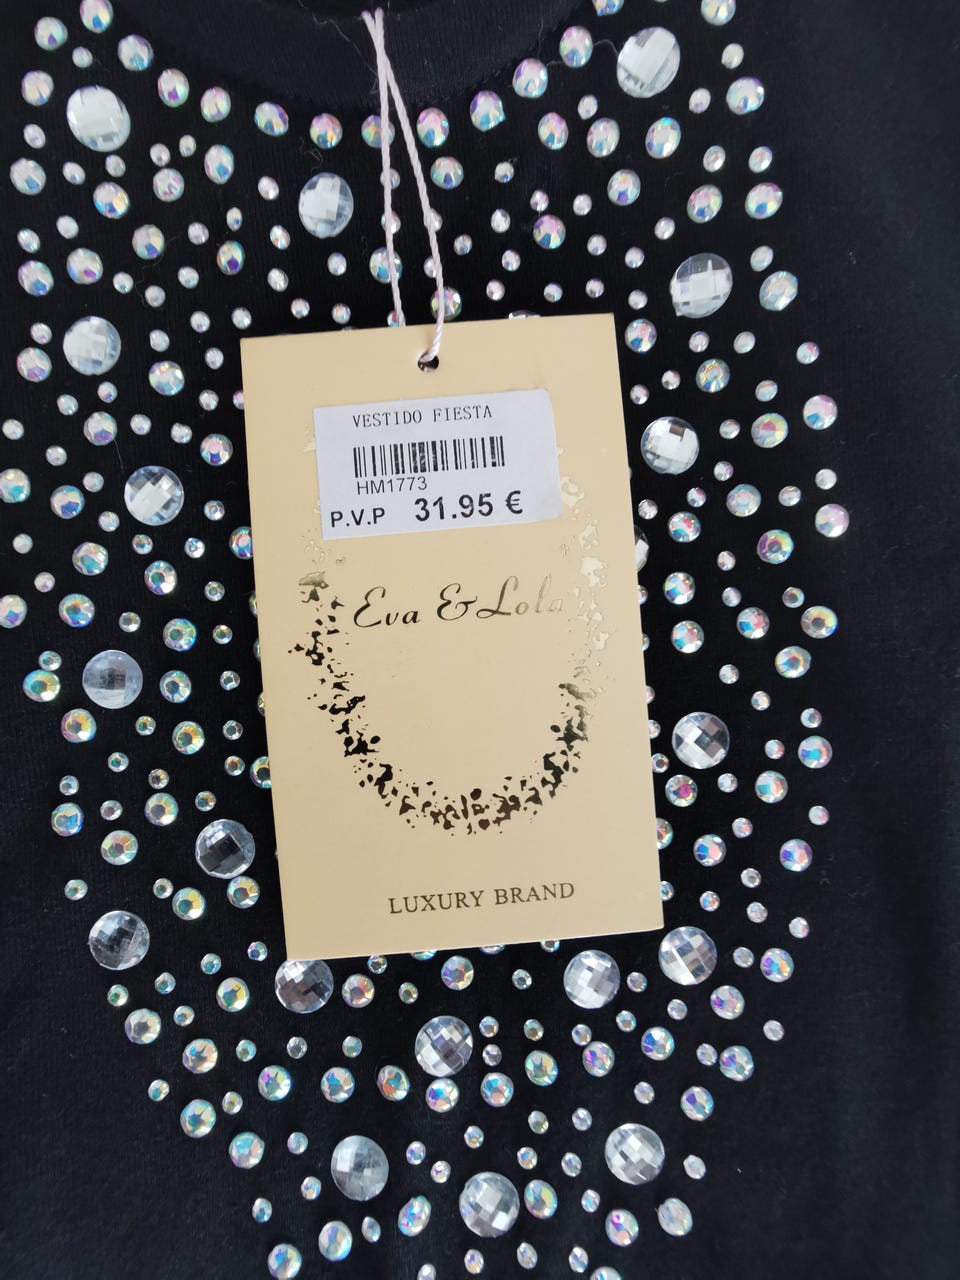 VESTIDO FIESTA
HM1773
P.V.P 31.95 €
Eva & Lola
LUXURY BRAND